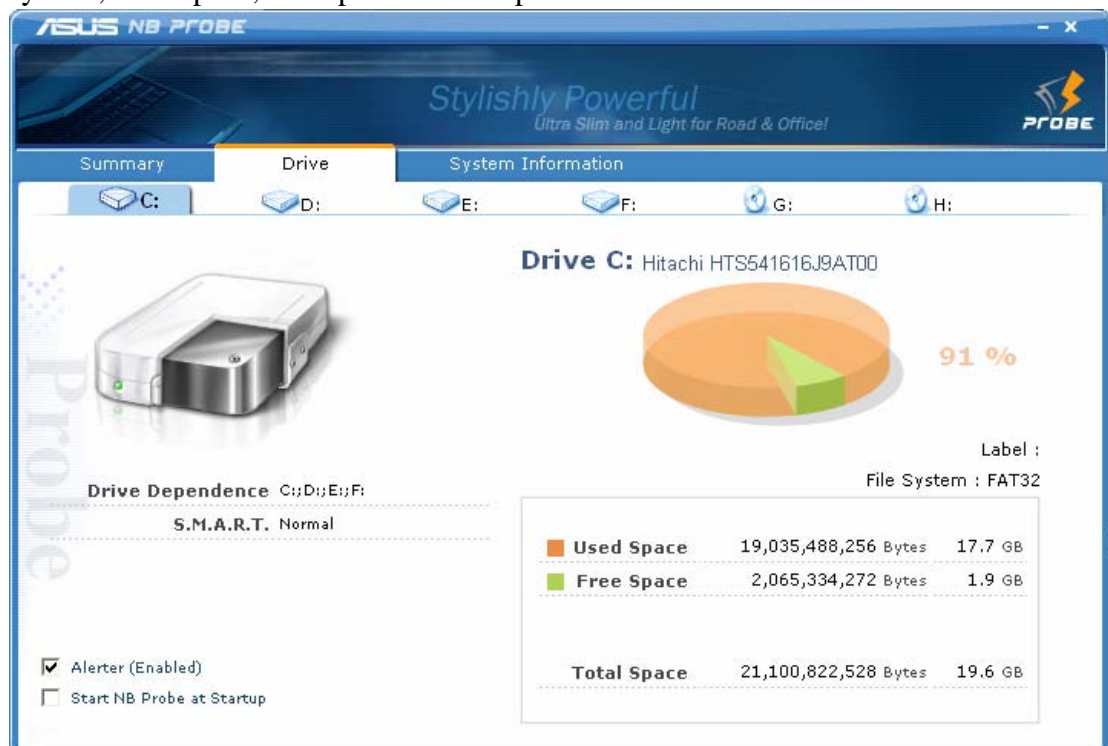 ASUS NB PROBE
Stylishly Powerful
Ultra Slim and Light for Road & Office!
PROBE
Summary Drive System Information
C: D: E: F: G: H:
Drive C: Hitachi HTS541616J9AT00
91 %
Probe
Label :
File System : FAT32
Drive Dependence C:;D:;E:;F:
S.M.A.R.T. Normal
Used Space 19,035,488,256 Bytes 17.7 GB
Free Space 2,065,334,272 Bytes 1.9 GB
Alerter (Enabled)
Total Space 21,100,822,528 Bytes 19.6 GB
Start NB Probe at Startup